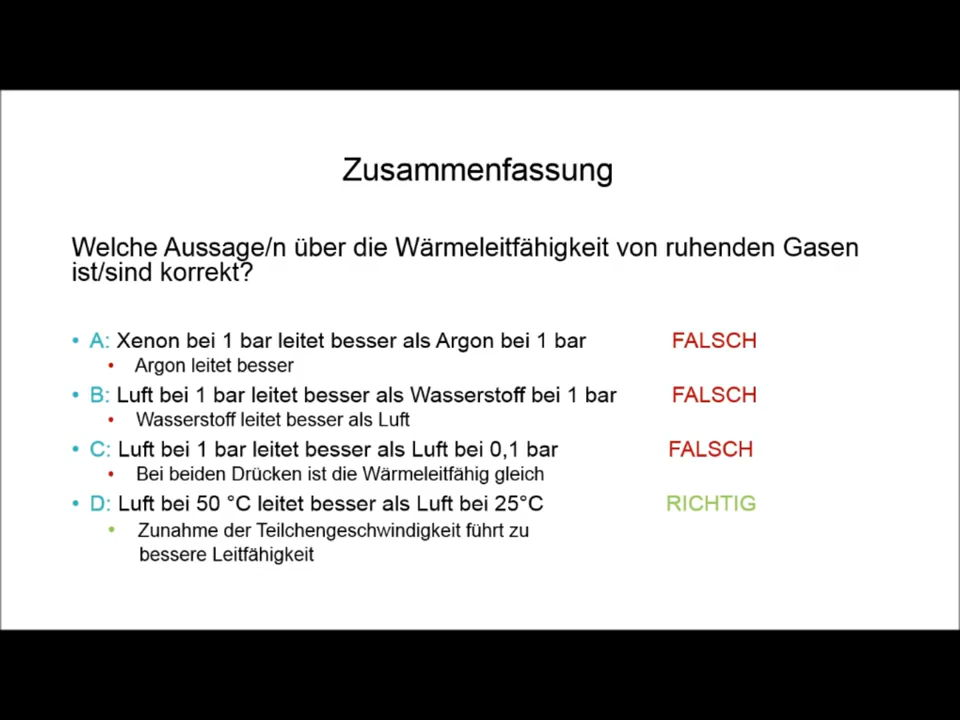 Zusammenfassung
Welche Aussage/n über die Wärmeleitfähigkeit von ruhenden Gasen
ist/sind korrekt?
• A: Xenon bei 1 bar leitet besser als Argon bei 1 bar FALSCH
• Argon leitet besser
• B: Luft bei 1 bar leitet besser als Wasserstoff bei 1 bar FALSCH
• Wasserstoff leitet besser als Luft
• C: Luft bei 1 bar leitet besser als Luft bei 0,1 bar FALSCH
• Bei beiden Drücken ist die Wärmeleitfähig gleich
• D: Luft bei 50 °C leitet besser als Luft bei 25°C RICHTIG
• Zunahme der Teilchengeschwindigkeit führt zu
bessere Leitfähigkeit